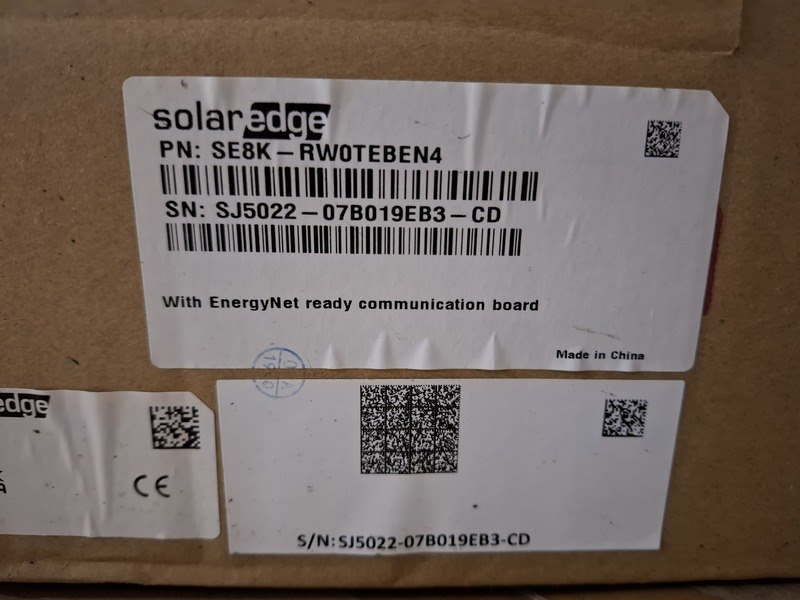 solaredge
PN: SE8K-RW0TEBEN4
SN: SJ5022-07B019EB3-CD
With EnergyNet ready communication board
Made in China
edge
CE
S/N:SJ5022-07B019EB3-CD